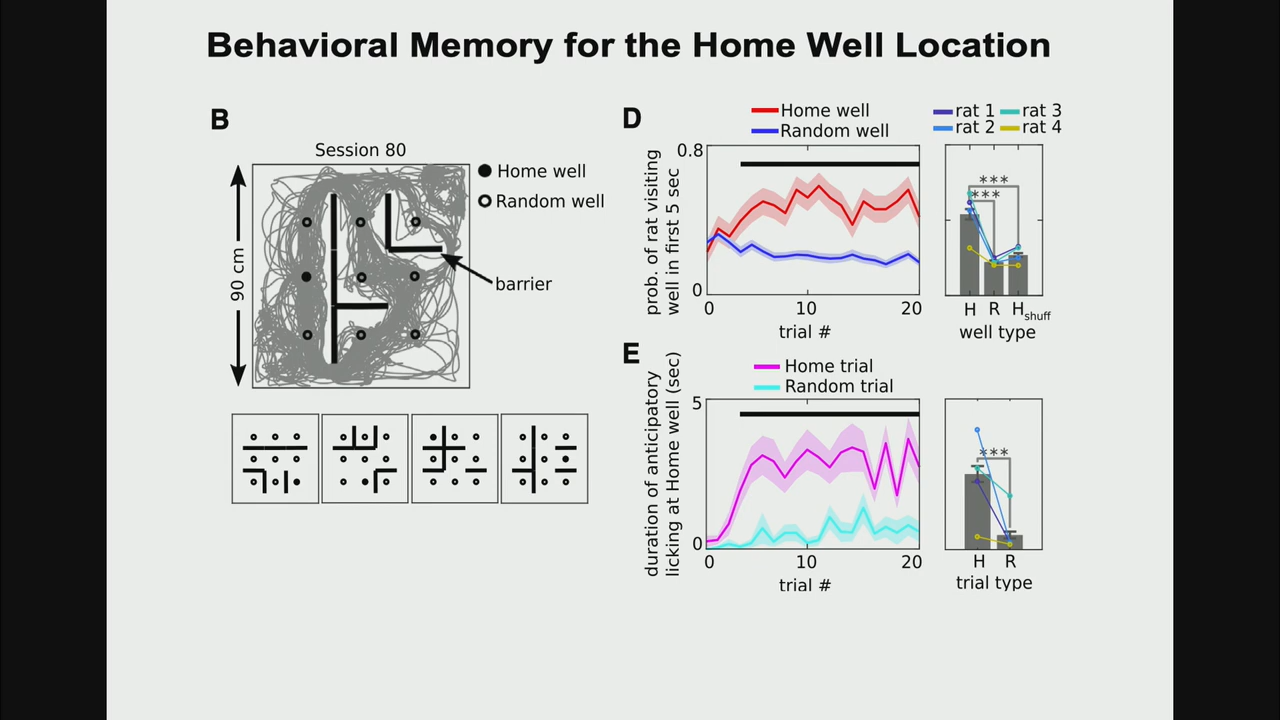 Behavioral Memory for the Home Well Location
B
Session 80
Home well
Random well
90 cm
barrier
D
Home well
Random well
rat 1
rat 3
rat 2
rat 4
prob. of rat visiting
well in first 5 sec
0.8
0
0
10
20
trial #
***
***
H
R
Hshuff
well type
E
Home trial
Random trial
duration of anticipatory
licking at Home well (sec)
5
0
0
10
20
trial #
***
H
R
trial type